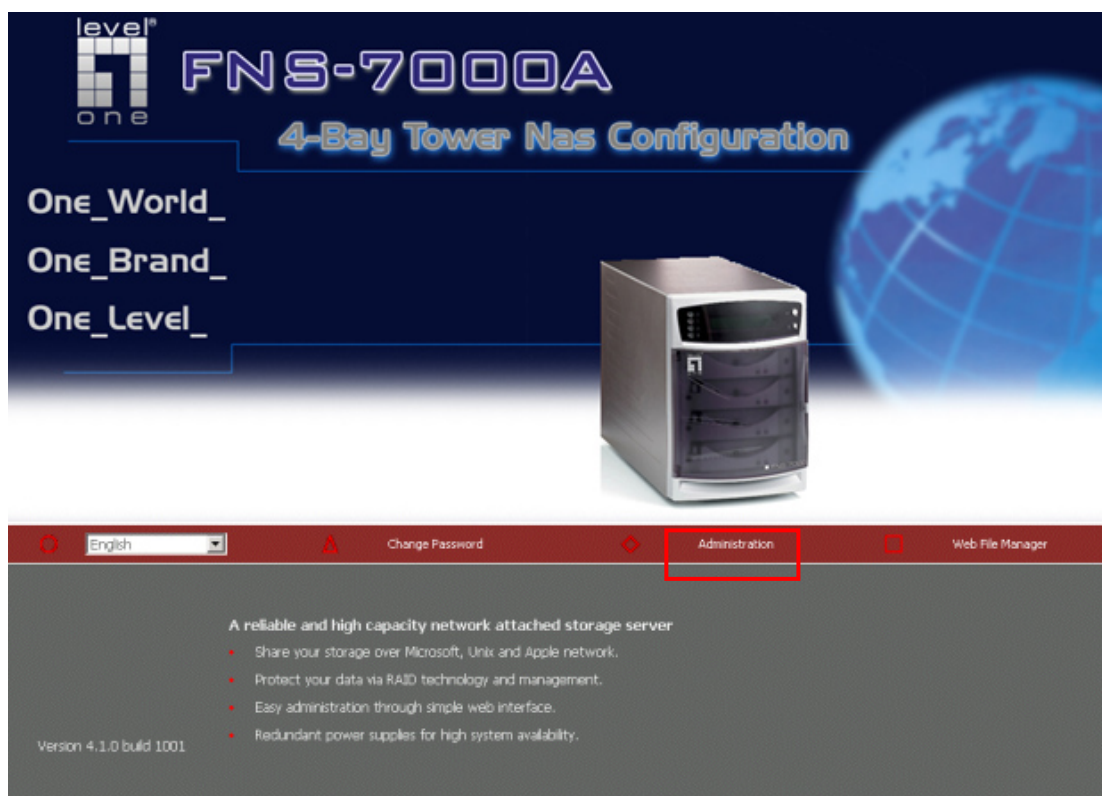 level®
one
FNS-7000A
4-Bay Tower Nas Configuration
One_World_
One_Brand_
One_Level_
English
Change Password
Administration
Web File Manager
A reliable and high capacity network attached storage server
Share your storage over Microsoft, Unix and Apple network.
Protect your data via RAID technology and management.
Easy administration through simple web interface.
Redundant power supplies for high system availability.
Version 4.1.0 build 1001